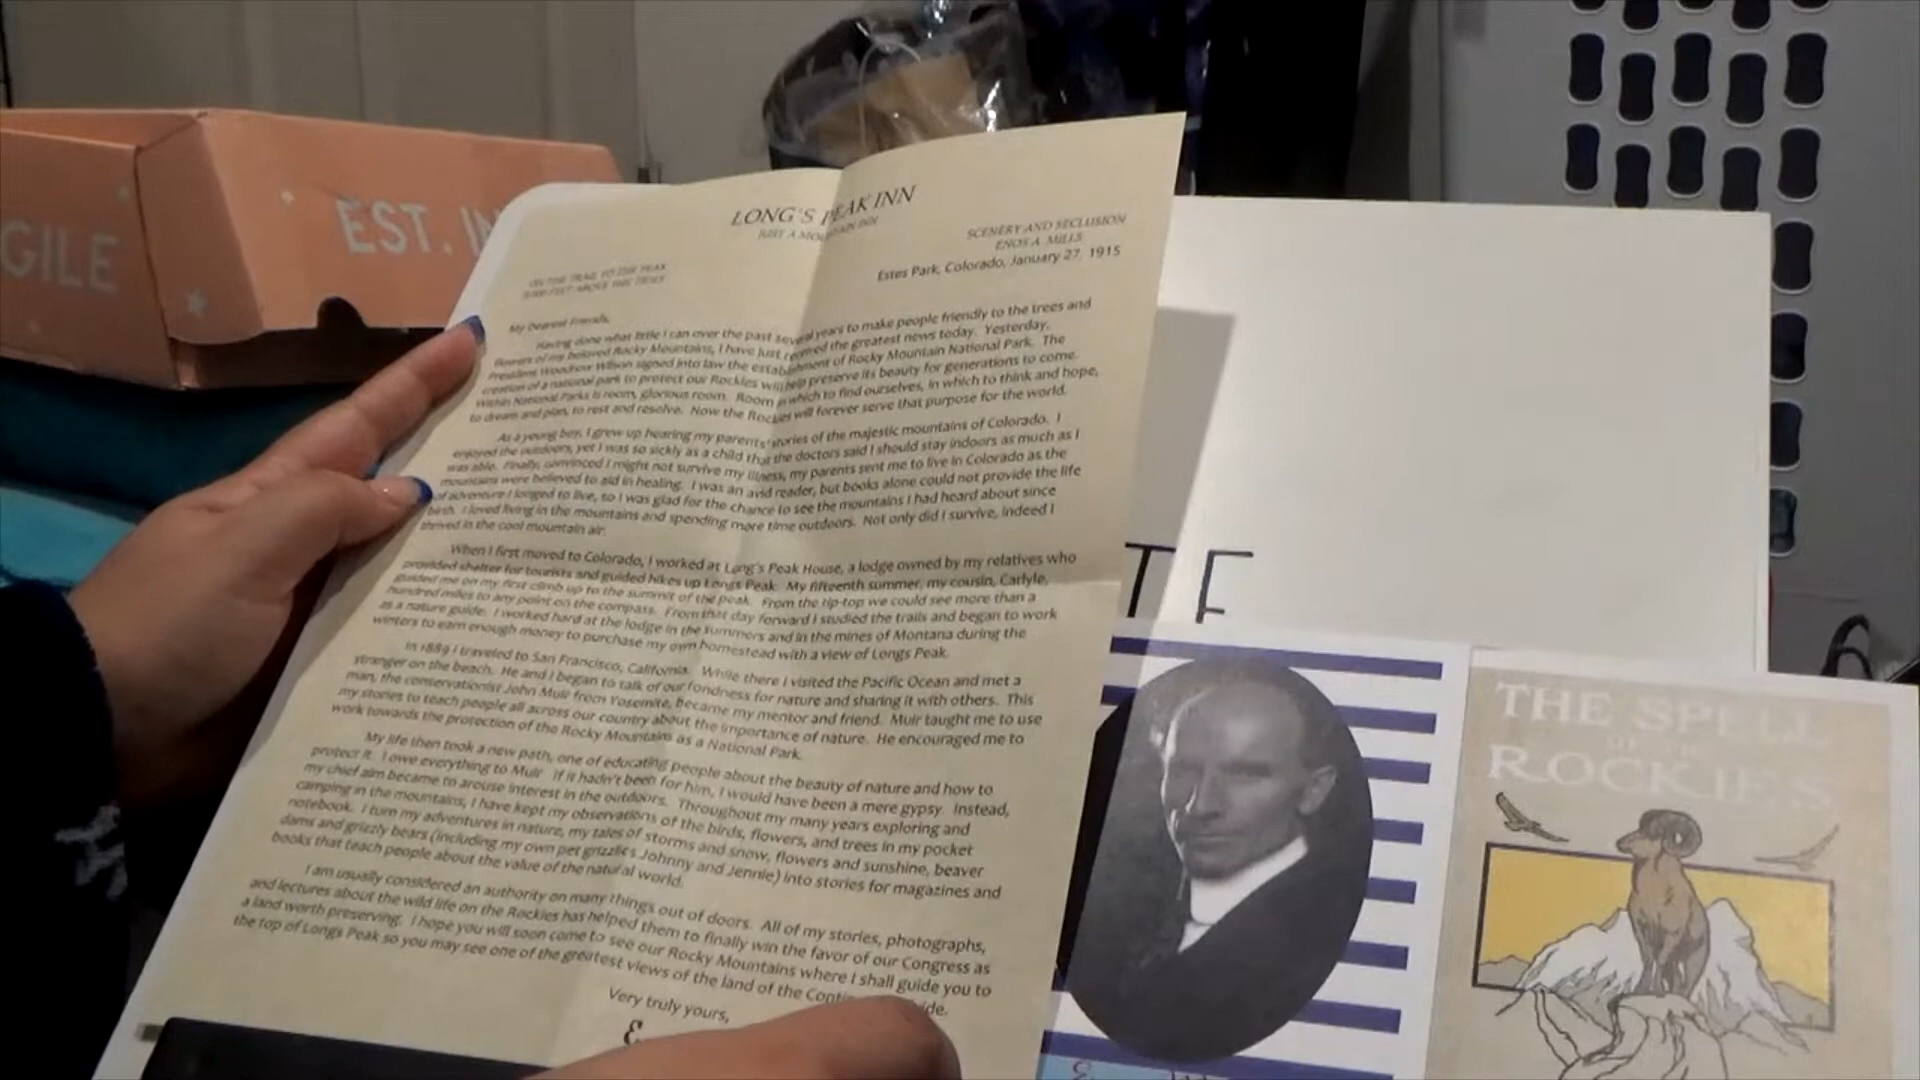 GILE
EST. IN
LONG'S PEAK INN
JUST A MOUNTAIN INN
SCENERY AND SECLUSION
ENOS A. MILLS
ON THE TRAIL TO THE PEAK
9,000 FEET ABOVE THE TIDES
Estes Park, Colorado, January 27, 1915
My Dearest Friends,
Having done what little I can over the past several years to make people friendly to the trees and
flowers of my beloved Rocky Mountains, I have just received the greatest news today. Yesterday,
President Woodrow Wilson signed into law the establishment of Rocky Mountain National Park. The
creation of a national park to protect our Rockies will help preserve its beauty for generations to come.
Within National Parks is room, glorious room. Room in which to find ourselves, in which to think and hope,
to dream and plan, to rest and resolve. Now the Rockies will forever serve that purpose for the world.
As a young boy, I grew up hearing my parents' stories of the majestic mountains of Colorado. I
enjoyed the outdoors, yet I was so sickly as a child that the doctors said I should stay indoors as much as I
was able. Finally, convinced I might not survive my illness, my parents sent me to live in Colorado as the
mountains were believed to aid in healing. I was an avid reader, but books alone could not provide the life
of adventure I longed to live, so I was glad for the chance to see the mountains I had heard about since
birth. I loved living in the mountains and spending more time outdoors. Not only did I survive, indeed I
thrived in the cool mountain air.
When I first moved to Colorado, I worked at Long's Peak House, a lodge owned by my relatives who
provided shelter for tourists and guided hikes up Longs Peak. My fifteenth summer, my cousin, Carlyle,
guided me on my first climb up to the summit of the peak. From the tip-top we could see more than a
hundred miles to any point on the compass. From that day forward I studied the trails and began to work
as a nature guide. I worked hard at the lodge in the summers and in the mines of Montana during the
winters to earn enough money to purchase my own homestead with a view of Longs Peak.
In 1889 I traveled to San Francisco, California. While there I visited the Pacific Ocean and met a
stranger on the beach. He and I began to talk of our fondness for nature and sharing it with others. This
man, the conservationist John Muir from Yosemite, became my mentor and friend. Muir taught me to use
my stories to teach people all across our country about the importance of nature. He encouraged me to
work towards the protection of the Rocky Mountains as a National Park.
My life then took a new path, one of educating people about the beauty of nature and how to
protect it. I owe everything to Muir. If it hadn't been for him, I would have been a mere gypsy. Instead,
my chief aim became to arouse interest in the outdoors. Throughout my many years exploring and
camping in the mountains, I have kept my observations of the birds, flowers, and trees in my pocket
notebook. I turn my adventures in nature, my tales of storms and snow, flowers and sunshine, beaver
dams and grizzly bears (including my own pet grizzlies Johnny and Jennie) into stories for magazines and
books that teach people about the value of the natural world.
I am usually considered an authority on many things out of doors. All of my stories, photographs,
and lectures about the wild life on the Rockies has helped them to finally win the favor of our Congress as
a land worth preserving. I hope you will soon come to see our Rocky Mountains where I shall guide you to
the top of Longs Peak so you may see one of the greatest views of the land of the
Very truly yours,
E
T E
THE SPELL
OF THE
ROCKIES